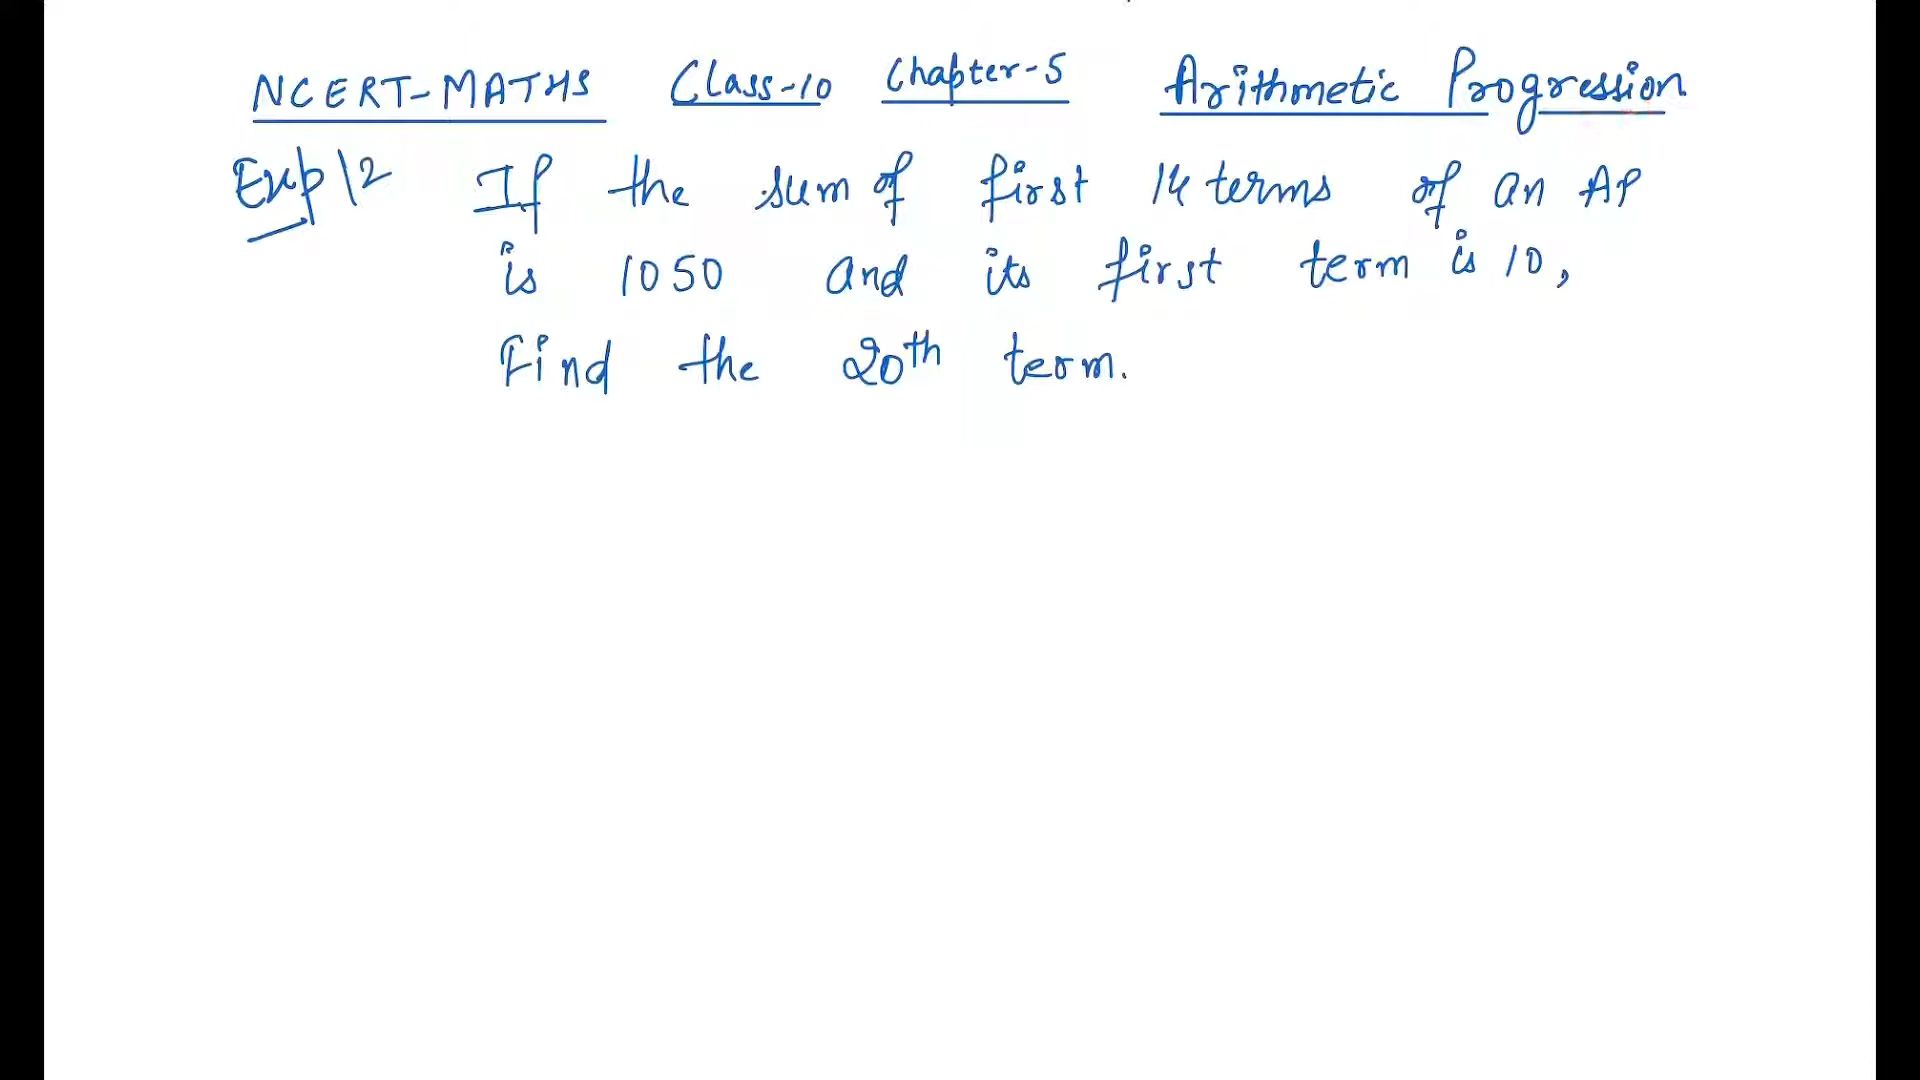 NCERT-MATHS Class-10 Chapter-5 Arithmetic Progression
Exp 12 If the sum of first 14 terms of an AP
is 1050 and its first term is 10,
Find the 20th term.